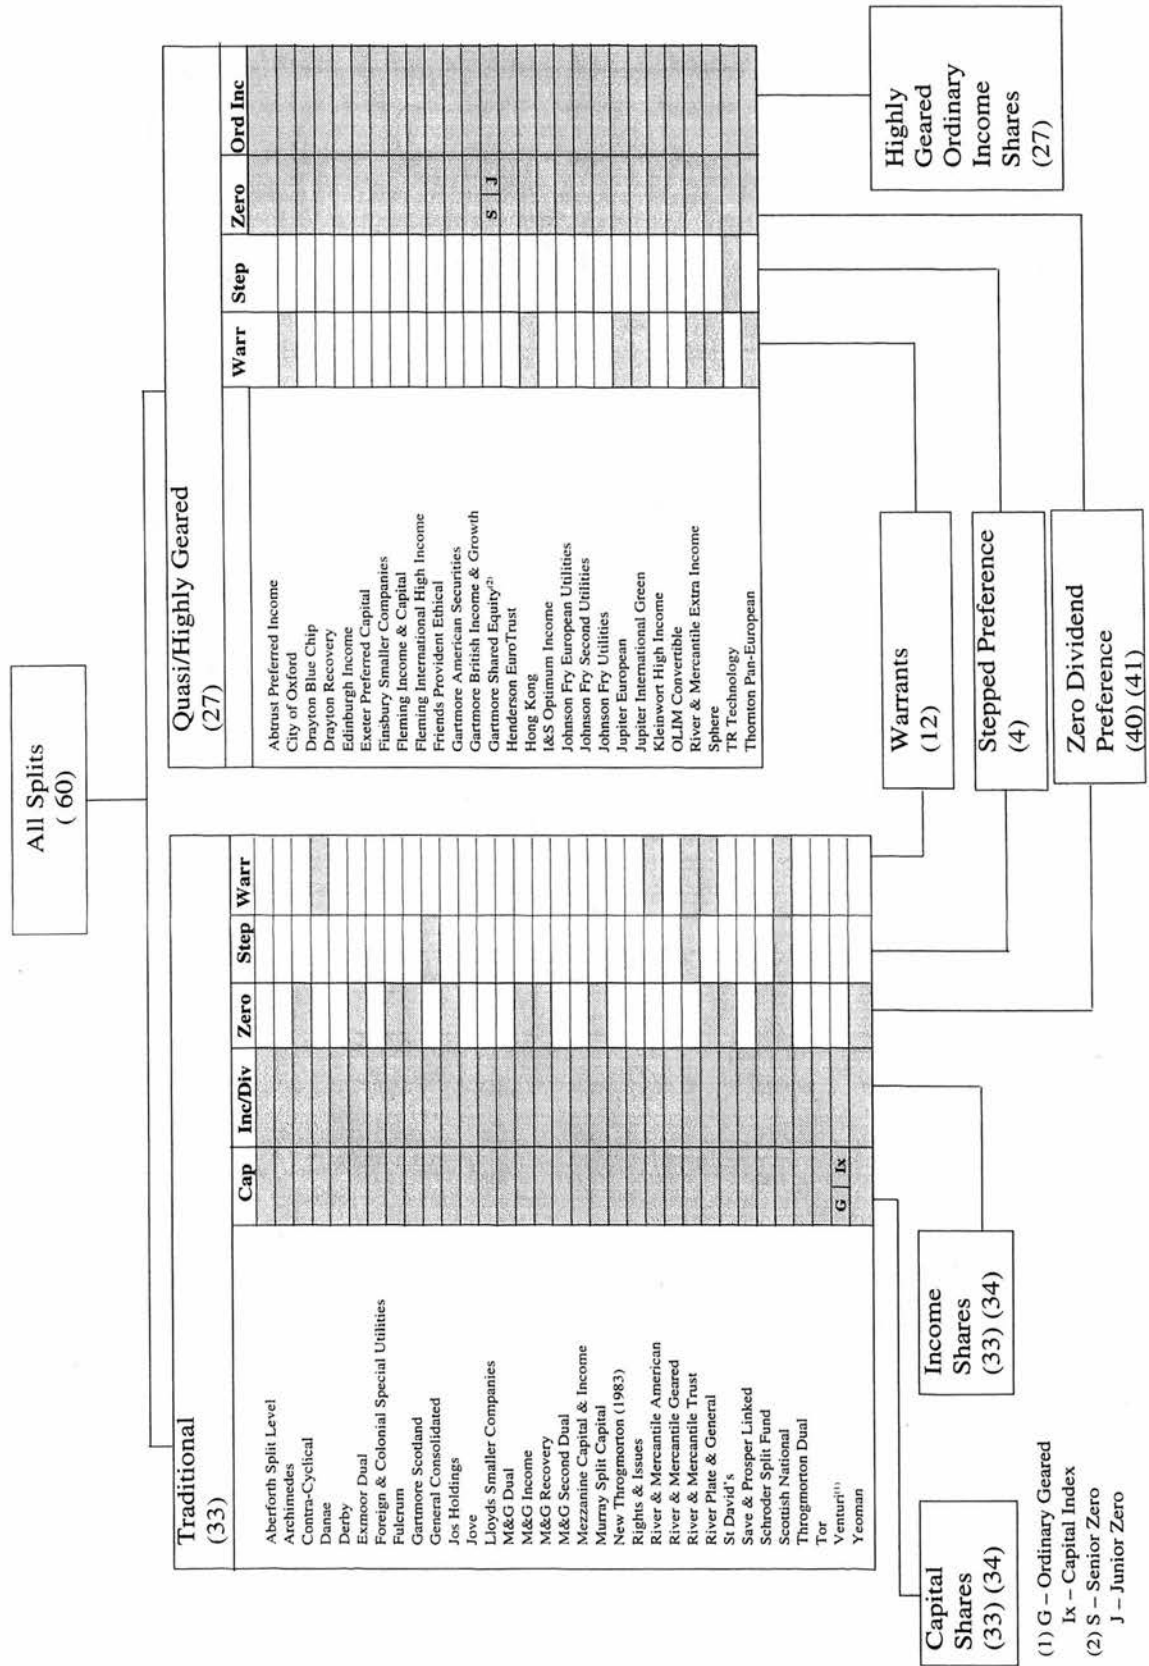 All Splits
( 60)
Traditional
(33)
Cap Inc/Div Zero Step Warr
Aberforth Split Level
Archimedes
Contra-Cyclical
Danae
Derby
Exmoor Dual
Foreign & Colonial Special Utilities
Fulcrum
Gartmore Scotland
General Consolidated
Jos Holdings
Jove
Lloyds Smaller Companies
M&G Dual
M&G Income
M&G Recovery
M&G Second Dual
Mezzanine Capital & Income
Murray Split Capital
New Throgmorton (1983)
Rights & Issues
River & Mercantile American
River & Mercantile Geared
River & Mercantile Trust
River Plate & General
St David's
Save & Prosper Linked
Schroder Split Fund
Scottish National
Throgmorton Dual
Tor
Venturi(1) G Ix
Yeoman
Quasi/Highly Geared
(27)
Warr Step Zero Ord Inc
Abtrust Preferred Income
City of Oxford
Drayton Blue Chip
Drayton Recovery
Edinburgh Income
Exeter Preferred Capital
Finsbury Smaller Companies
Fleming Income & Capital
Fleming International High Income
Friends Provident Ethical
Gartmore American Securities
Gartmore British Income & Growth
Gartmore Shared Equity(2) S J
Henderson EuroTrust
Hong Kong
I&S Optimum Income
Johnson Fry European Utilities
Johnson Fry Second Utilities
Johnson Fry Utilities
Jupiter European
Jupiter International Green
Kleinwort High Income
OLIM Convertible
River & Mercantile Extra Income
Sphere
TR Technology
Thornton Pan-European
Capital
Shares
(33) (34)
Income
Shares
(33) (34)
Warrants
(12)
Stepped Preference
(4)
Zero Dividend
Preference
(40) (41)
Highly
Geared
Ordinary
Income
Shares
(27)
(1) G – Ordinary Geared
Ix – Capital Index
(2) S – Senior Zero
J – Junior Zero